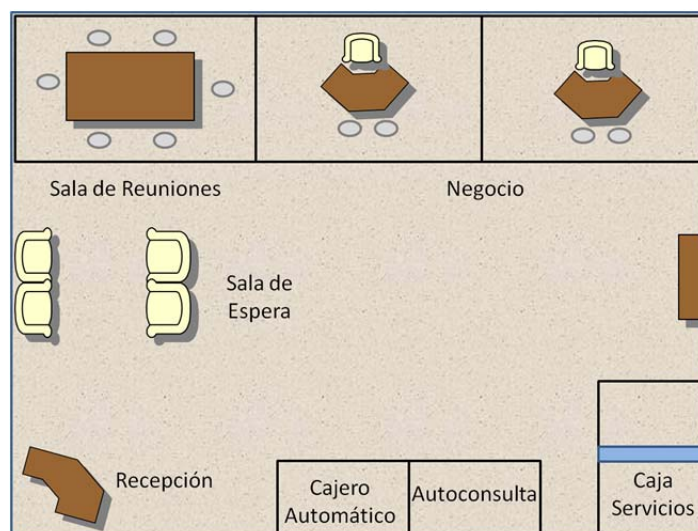 Sala de Reuniones
Negocio
Sala de
Espera
Recepción
Cajero
Automático
Autoconsulta
Caja
Servicios